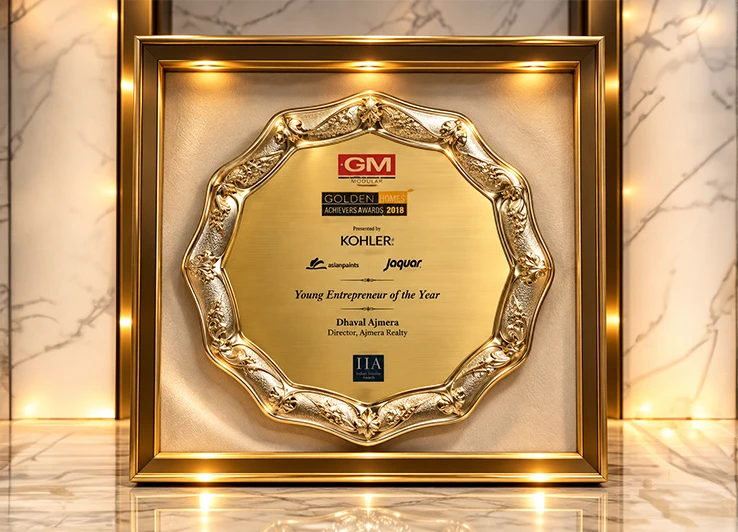 GM
MODULAR
GOLDEN HOMES
ACHIEVERS AWARDS 2018
Presented by
KOHLER
asianpaints Jaquar
Young Entrepreneur of the Year
Dhaval Ajmera
Director, Ajmera Realty
IIA